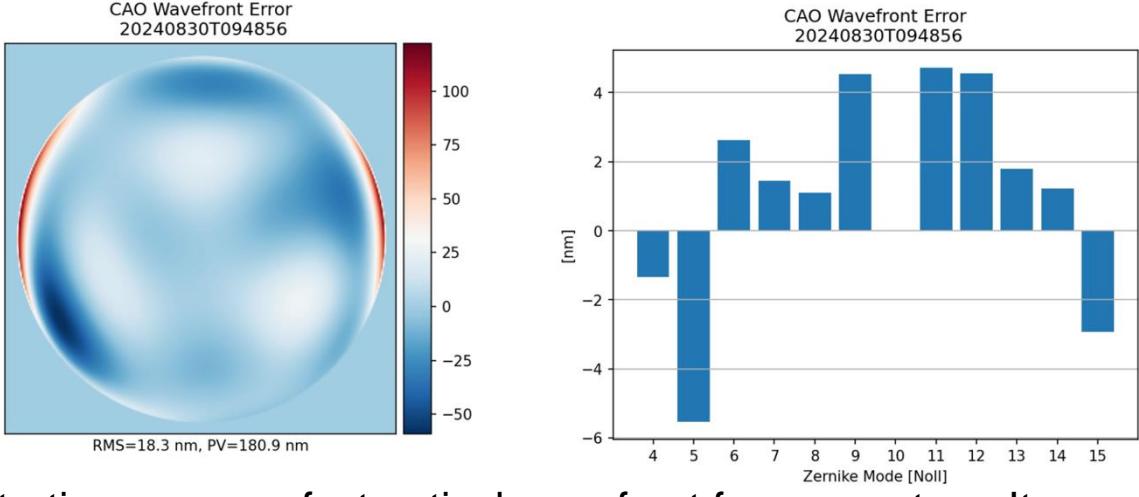 CAO Wavefront Error
20240830T094856
100
75
50
25
0
−25
−50
RMS=18.3 nm, PV=180.9 nm
CAO Wavefront Error
20240830T094856
4
2
0
−2
−4
−6
[nm]
4 5 6 7 8 9 10 11 12 13 14 15
Zernike Mode [Noll]